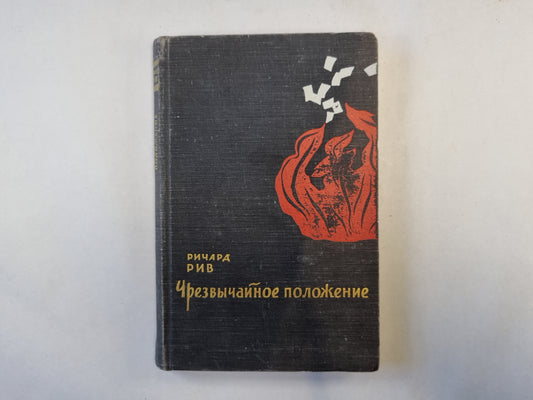 РИЧАРД
РИВ
Чрезвычайное положение